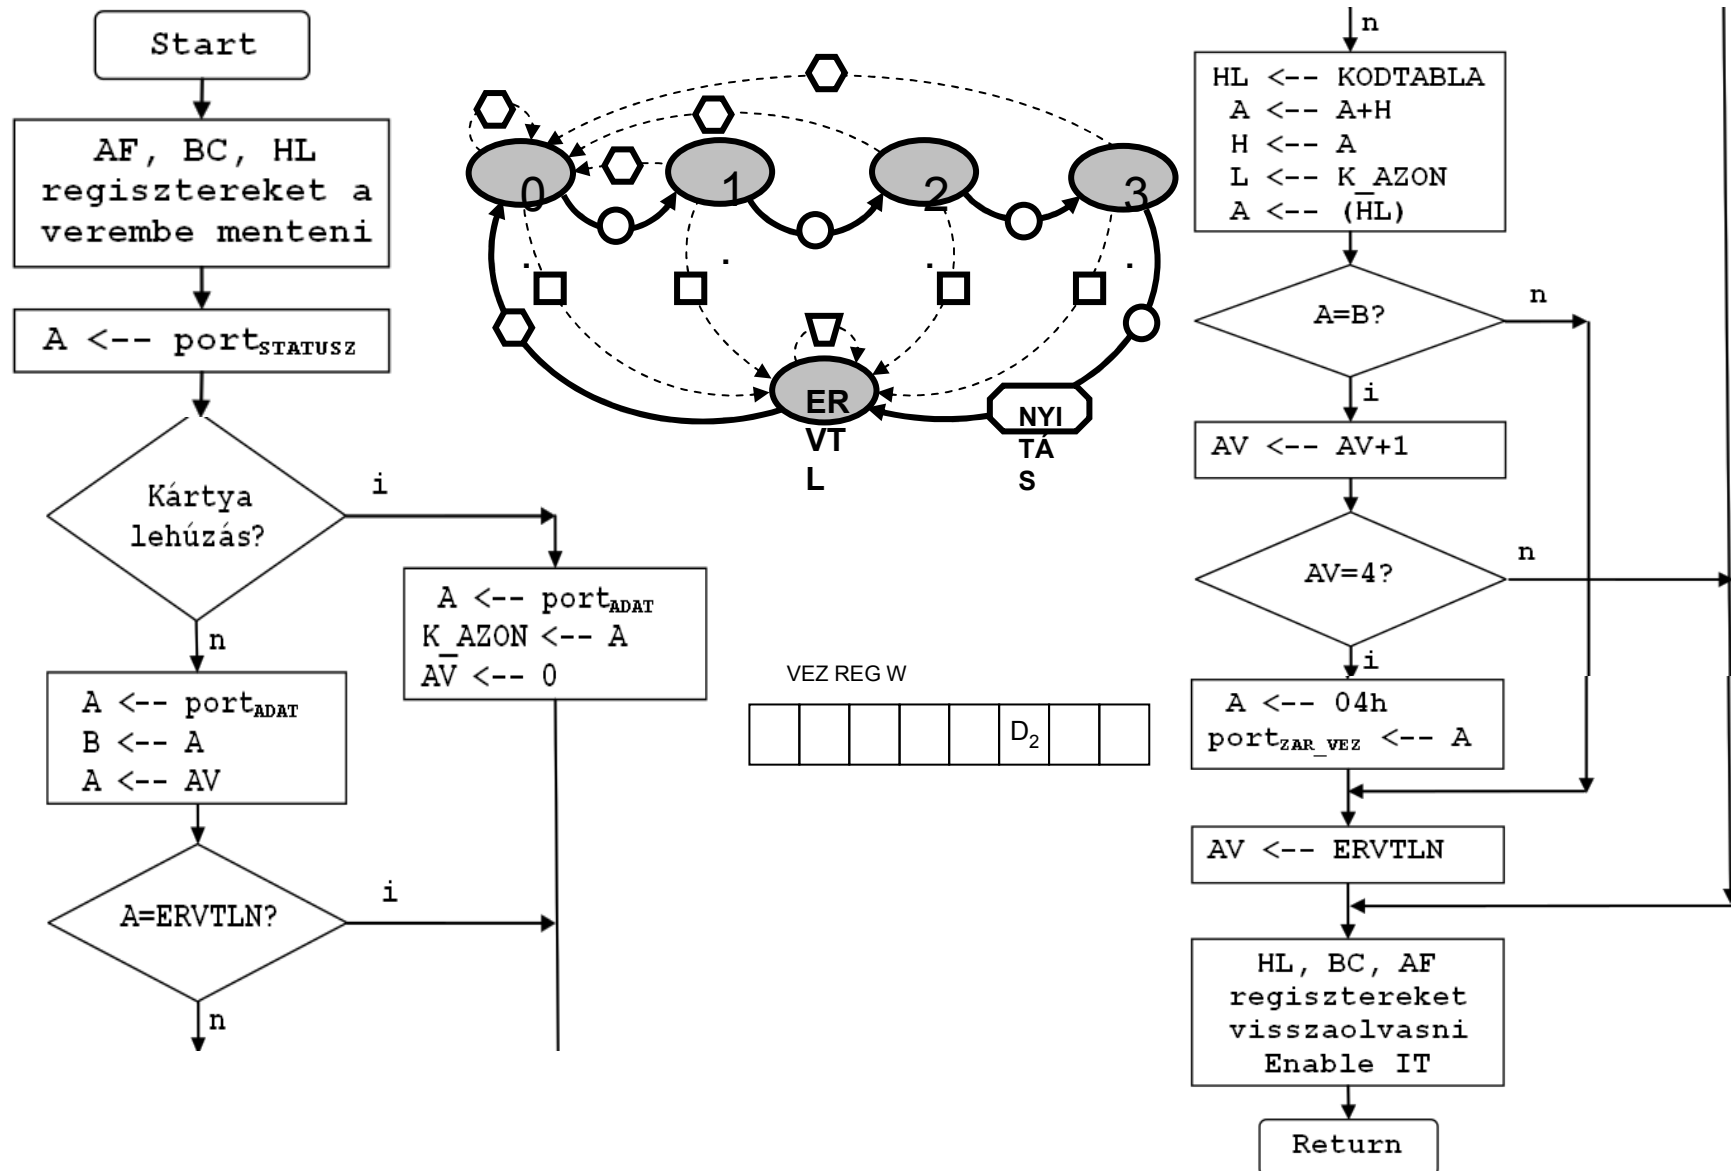 Start
AF, BC, HL
regisztereket a
verembe menteni
A <-- portSTATUSZ
Kártya
lehúzás?
i
n
A <-- portADAT
K_AZON <-- A
AV <-- 0
A <-- portADAT
B <-- A
A <-- AV
A=ERVTLN?
i
n
0
1
2
3
.
.
.
.
ER
VT
L
NYI
TÁ
S
VEZ REG W
D2
n
HL <-- KODTABLA
A <-- A+H
H <-- A
L <-- K_AZON
A <-- (HL)
A=B?
n
i
AV <-- AV+1
AV=4?
n
i
A <-- 04h
portZAR_VEZ <-- A
AV <-- ERVTLN
HL, BC, AF
regisztereket
visszaolvasni
Enable IT
Return